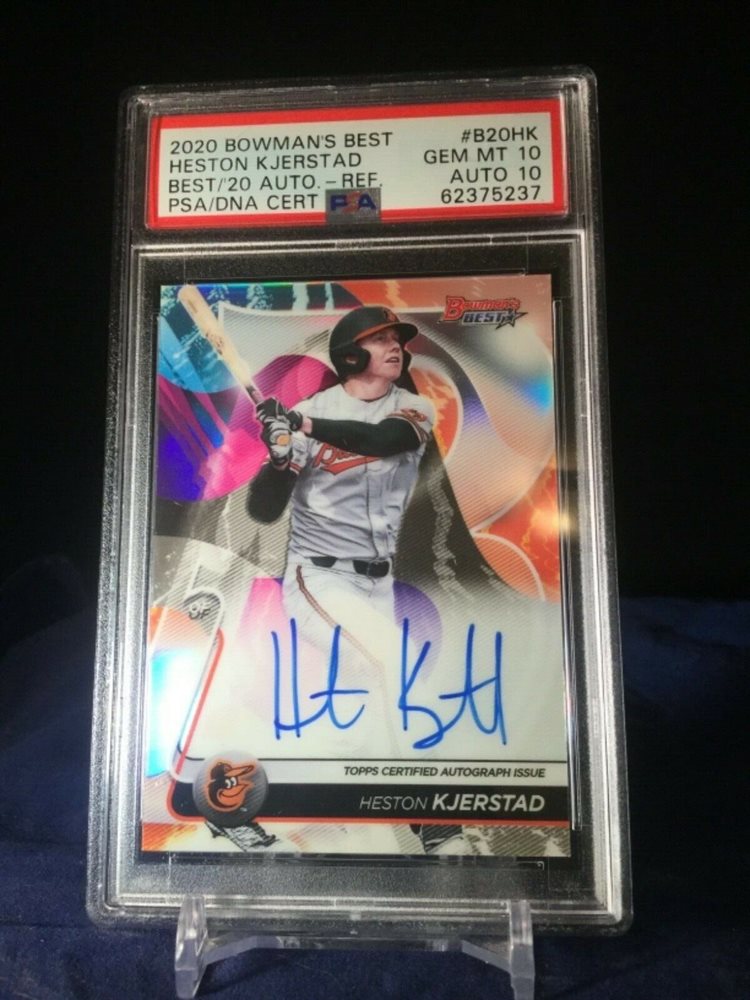 2020 BOWMAN'S BEST #B20HK
HESTON KJERSTAD GEM MT 10
BEST/'20 AUTO.-REF. AUTO 10
PSA/DNA CERT PSA 62375237
Bowman's
BEST
OF
TOPPS CERTIFIED AUTOGRAPH ISSUE
HESTON KJERSTAD